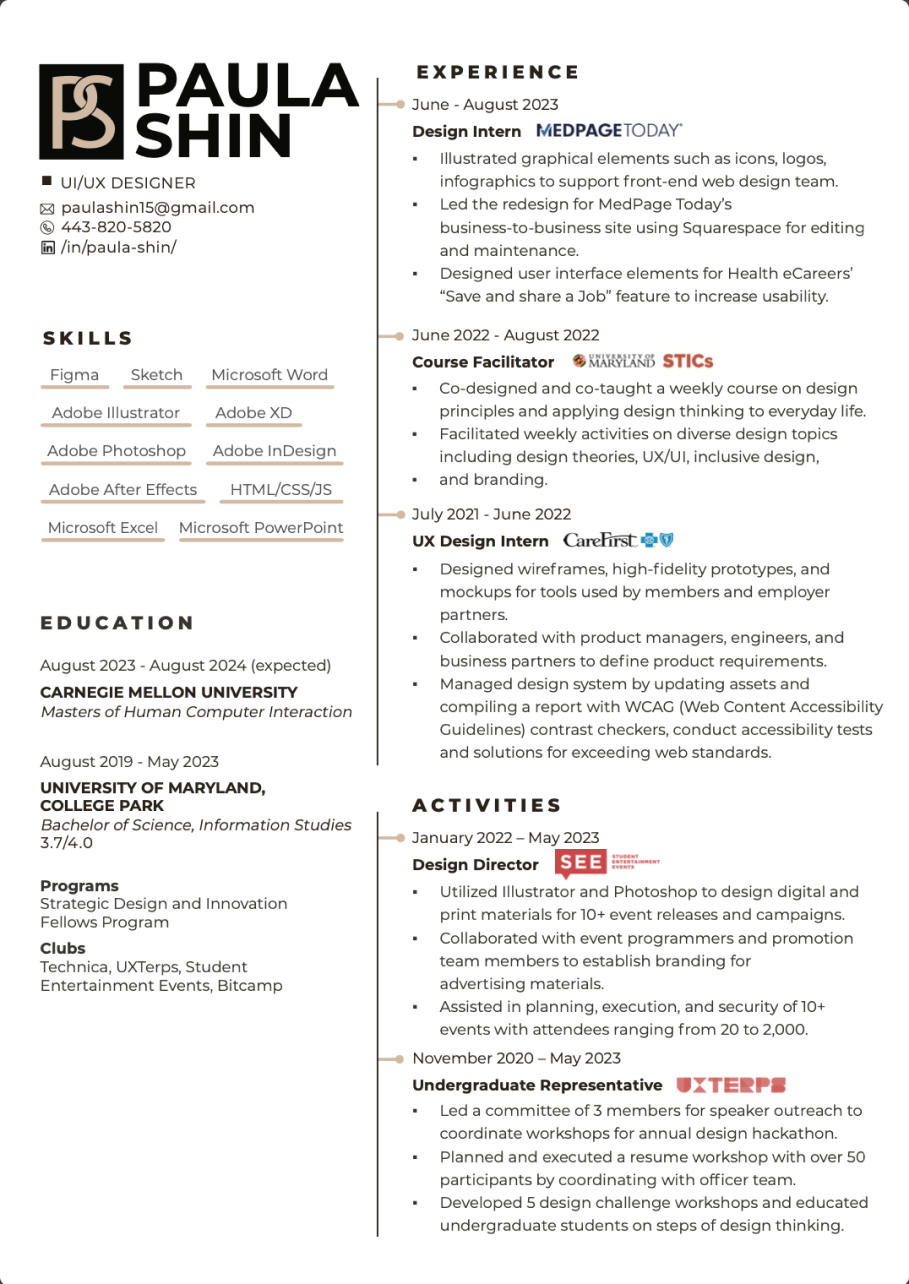 PS
PAULA
SHIN
UI/UX DESIGNER
paulashin15@gmail.com
443-820-5820
in /in/paula-shin/
SKILLS
Figma Sketch Microsoft Word
Adobe Illustrator Adobe XD
Adobe Photoshop Adobe InDesign
Adobe After Effects HTML/CSS/JS
Microsoft Excel Microsoft PowerPoint
EDUCATION
August 2023 - August 2024 (expected)
CARNEGIE MELLON UNIVERSITY
Masters of Human Computer Interaction
August 2019 - May 2023
UNIVERSITY OF MARYLAND,
COLLEGE PARK
Bachelor of Science, Information Studies
3.7/4.0
Programs
Strategic Design and Innovation
Fellows Program
Clubs
Technica, UXTerps, Student
Entertainment Events, Bitcamp
EXPERIENCE
June - August 2023
Design Intern MEDPAGE TODAY
▪ Illustrated graphical elements such as icons, logos,
infographics to support front-end web design team.
▪ Led the redesign for MedPage Today’s
business-to-business site using Squarespace for editing
and maintenance.
▪ Designed user interface elements for Health eCareers’
“Save and share a Job” feature to increase usability.
June 2022 - August 2022
Course Facilitator UNIVERSITY OF MARYLAND STICs
▪ Co-designed and co-taught a weekly course on design
principles and applying design thinking to everyday life.
▪ Facilitated weekly activities on diverse design topics
including design theories, UX/UI, inclusive design,
▪ and branding.
July 2021 - June 2022
UX Design Intern CareFirst
▪ Designed wireframes, high-fidelity prototypes, and
mockups for tools used by members and employer
partners.
▪ Collaborated with product managers, engineers, and
business partners to define product requirements.
▪ Managed design system by updating assets and
compiling a report with WCAG (Web Content Accessibility
Guidelines) contrast checkers, conduct accessibility tests
and solutions for exceeding web standards.
ACTIVITIES
January 2022 – May 2023
Design Director SEE STUDENT ENTERTAINMENT EVENTS
▪ Utilized Illustrator and Photoshop to design digital and
print materials for 10+ event releases and campaigns.
▪ Collaborated with event programmers and promotion
team members to establish branding for
advertising materials.
▪ Assisted in planning, execution, and security of 10+
events with attendees ranging from 20 to 2,000.
November 2020 – May 2023
Undergraduate Representative UXTERPS
▪ Led a committee of 3 members for speaker outreach to
coordinate workshops for annual design hackathon.
▪ Planned and executed a resume workshop with over 50
participants by coordinating with officer team.
▪ Developed 5 design challenge workshops and educated
undergraduate students on steps of design thinking.